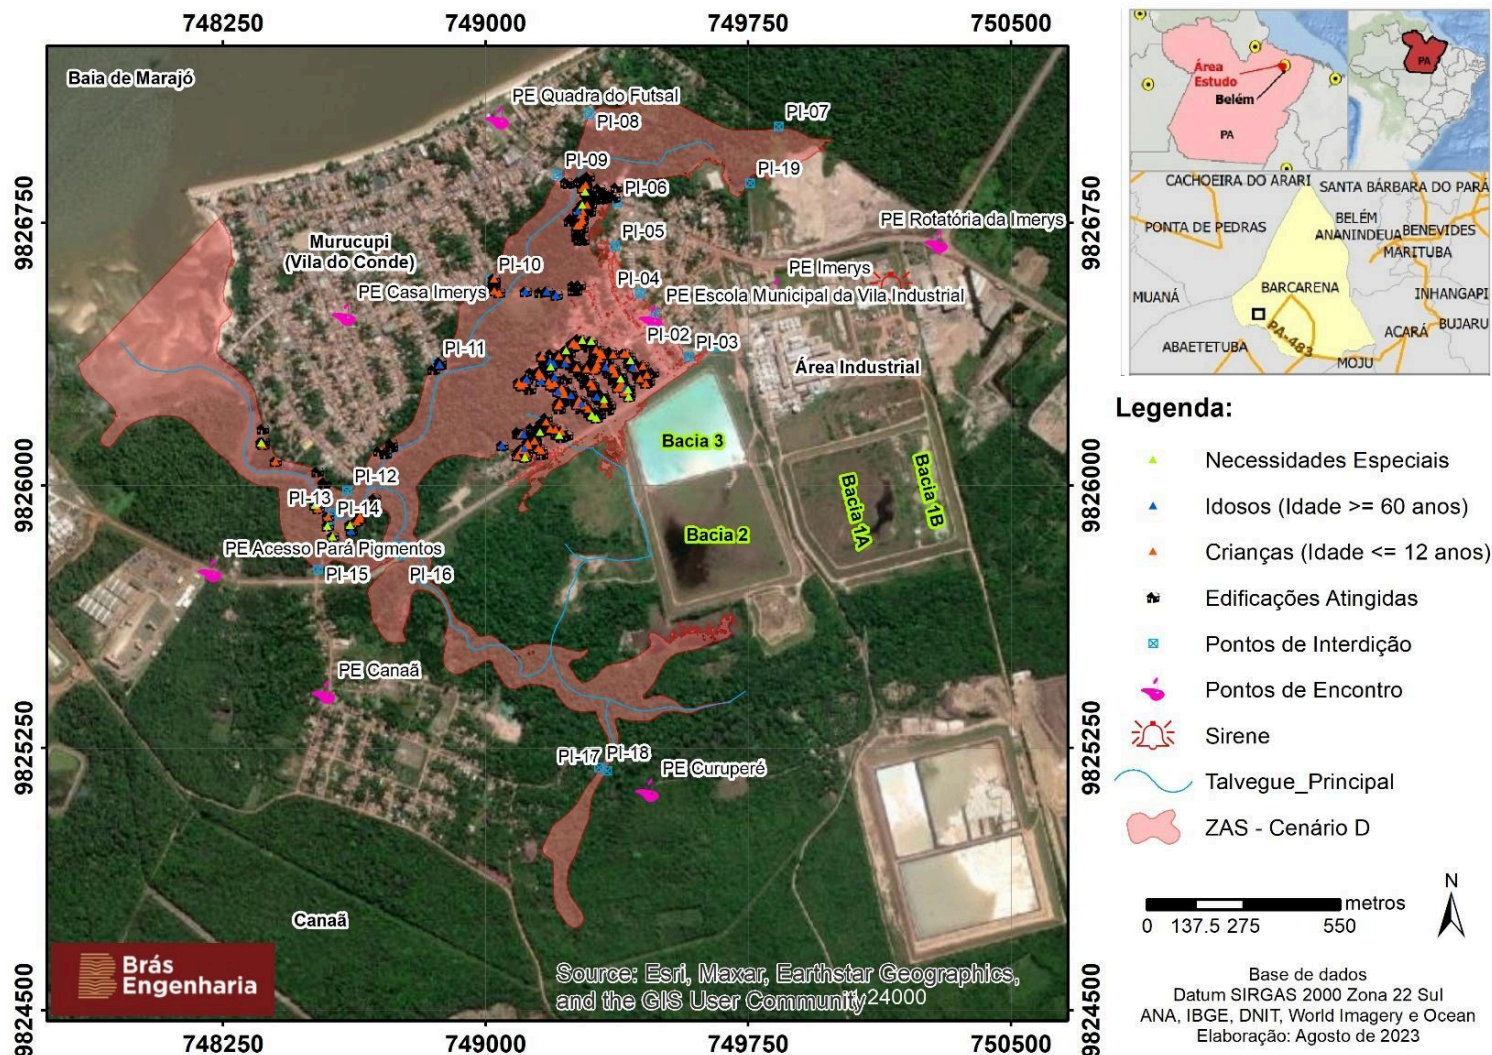 748250
749000
749750
750500
Baia de Marajó
PE Quadra do Futsal
PI-08
PI-07
PI-09
PI-19
PI-06
9826750
9826750
PE Rotatória da Imerys
Murucupi
(Vila do Conde)
PI-05
PI-10
PI-04
PE Imerys
PE Casa Imerys
PE Escola Municipal da Vila Industrial
PI-02
PI-03
PI-11
Área Industrial
Bacia 3
9826000
9826000
PI-12
PI-13
PI-14
Bacia 2
Bacia 1A
Bacia 1B
PE Acesso Pará Pigmentos
PI-15
PI-16
PE Canaã
9825250
9825250
PI-17
PI-18
PE Curuperé
Canaã
Brás
Engenharia
Source: Esri, Maxar, Earthstar Geographics,
and the GIS User Community
24000
9824500
9824500
748250
749000
749750
750500
Área
Estudo
Belém
PA
PA
CACHOEIRA DO ARARI
SANTA BÁRBARA DO PARÁ
PONTA DE PEDRAS
BELÉM
ANANINDEUA
BENEVIDES
MARITUBA
MUANÁ
BARCARENA
INHANGAPI
PA-483
ACARÁ
BUJARU
ABAETETUBA
MOJU
Legenda:
Necessidades Especiais
Idosos (Idade >= 60 anos)
Crianças (Idade <= 12 anos)
Edificações Atingidas
Pontos de Interdição
Pontos de Encontro
Sirene
Talvegue_Principal
ZAS - Cenário D
N
metros
0 137.5 275 550
Base de dados
Datum SIRGAS 2000 Zona 22 Sul
ANA, IBGE, DNIT, World Imagery e Ocean
Elaboração: Agosto de 2023